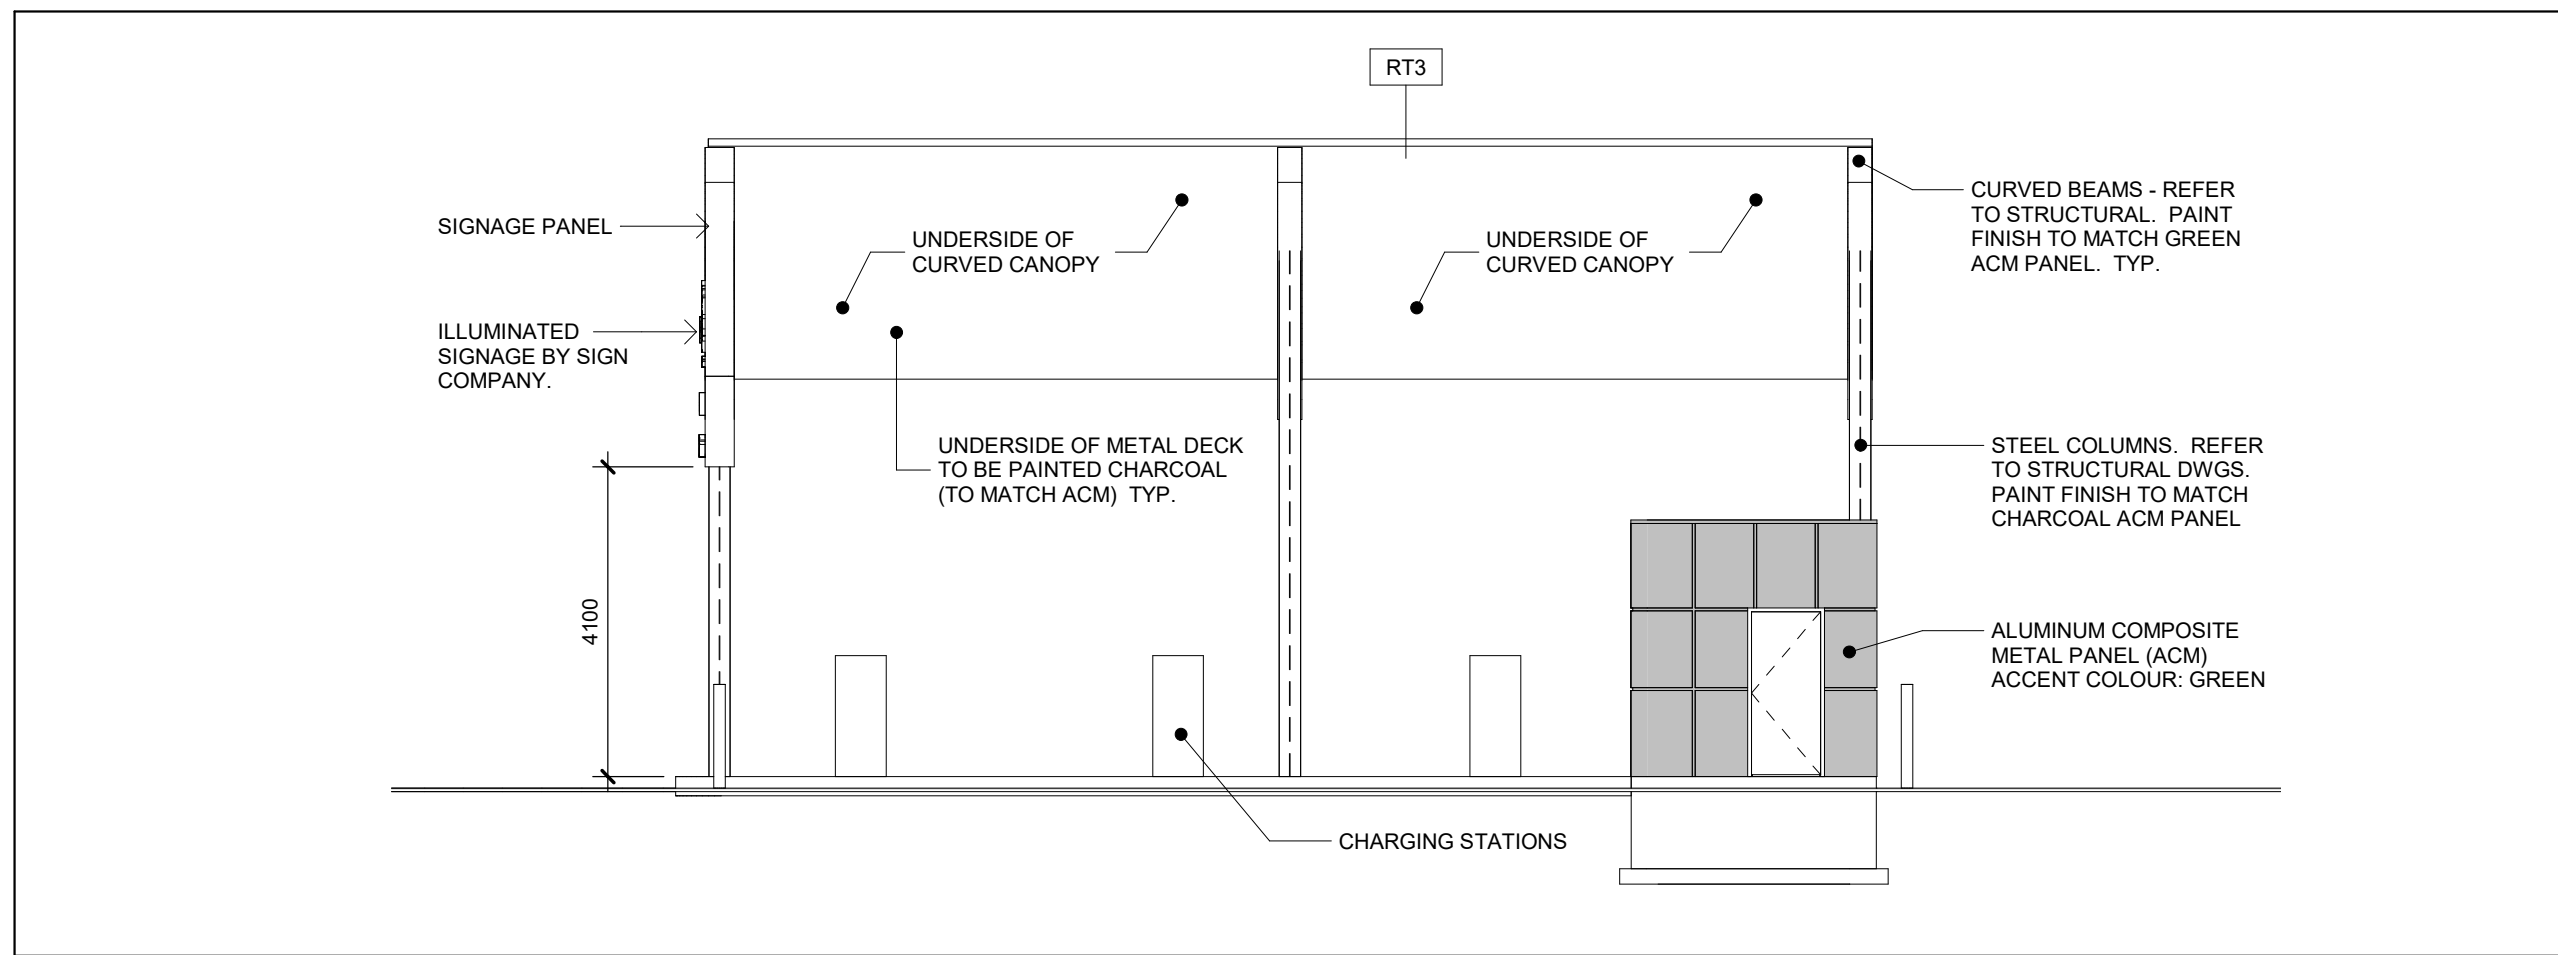 RT3
SIGNAGE PANEL
ILLUMINATED
SIGNAGE BY SIGN
COMPANY.
UNDERSIDE OF
CURVED CANOPY
UNDERSIDE OF
CURVED CANOPY
CURVED BEAMS - REFER
TO STRUCTURAL.  PAINT
FINISH TO MATCH GREEN
ACM PANEL.  TYP.
UNDERSIDE OF METAL DECK
TO BE PAINTED CHARCOAL
(TO MATCH ACM)  TYP.
STEEL COLUMNS.  REFER
TO STRUCTURAL DWGS.
PAINT FINISH TO MATCH
CHARCOAL ACM PANEL
4100
ALUMINUM COMPOSITE
METAL PANEL (ACM)
ACCENT COLOUR: GREEN
CHARGING STATIONS